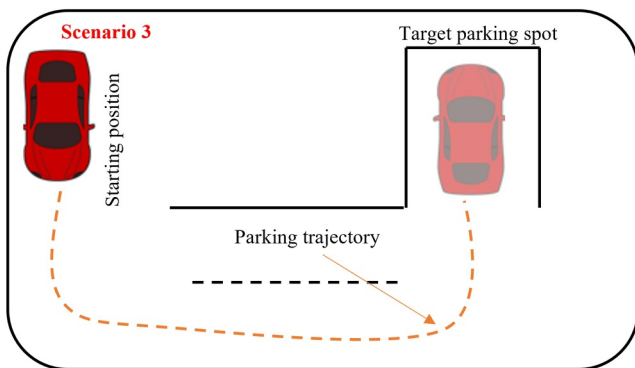 Scenario 3
Target parking spot
Starting position
Parking trajectory